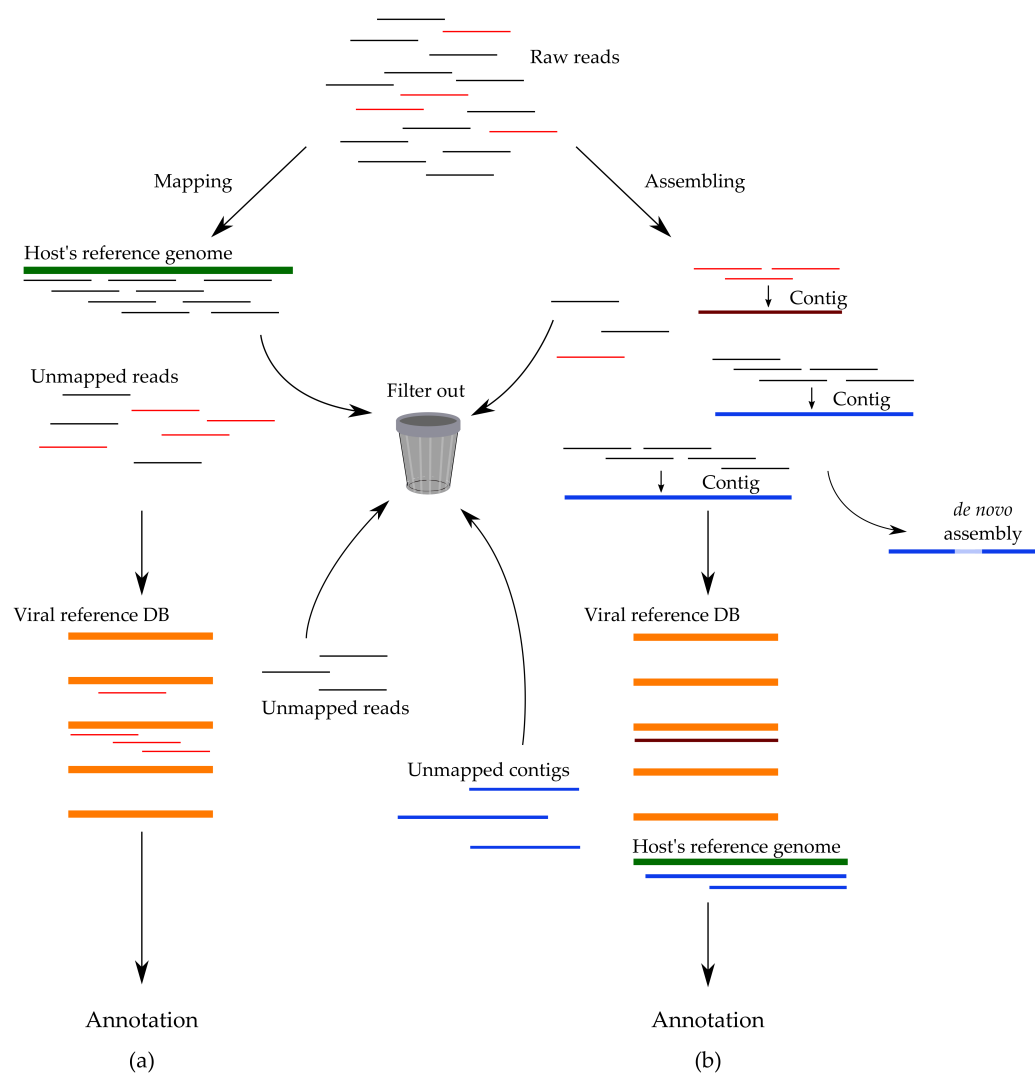 Raw reads
Mapping
Assembling
Host's reference genome
Contig
Unmapped reads
Filter out
Contig
Contig
de novo
assembly
Viral reference DB
Viral reference DB
Unmapped reads
Unmapped contigs
Host's reference genome
Annotation
Annotation
(a)
(b)